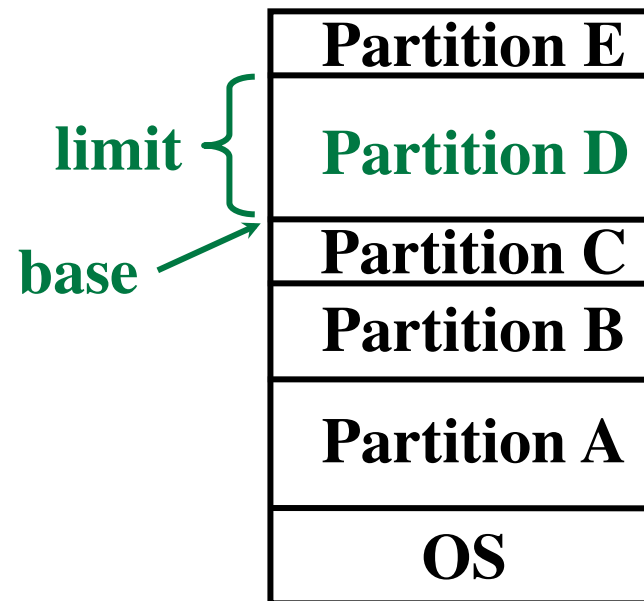 Partition E
limit
Partition D
base
Partition C
Partition B
Partition A
OS